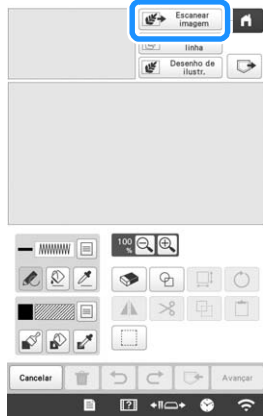 Escanear
imagem
linha
Desenho de
ilustr.
100
%
Cancelar
Avançar